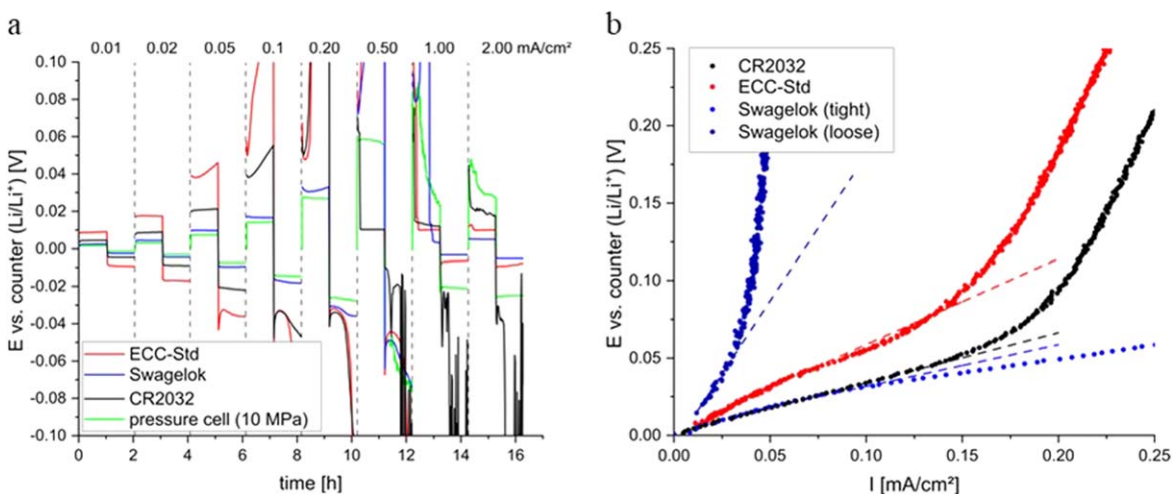 a
0.01 0.02 0.05 0.1 0.20 0.50 1.00 2.00 mA/cm²
0.10
0.08
0.06
0.04
0.02
0.00
-0.02
-0.04
-0.06
-0.08
-0.10
E vs. counter (Li/Li⁺) [V]
ECC-Std
Swagelok
CR2032
pressure cell (10 MPa)
0 2 4 6 8 10 12 14 16
time [h]
b
0.25
0.20
0.15
0.10
0.05
0.00
E vs. counter (Li/Li⁺) [V]
CR2032
ECC-Std
Swagelok (tight)
Swagelok (loose)
0.00 0.05 0.10 0.15 0.20 0.25
I [mA/cm²]